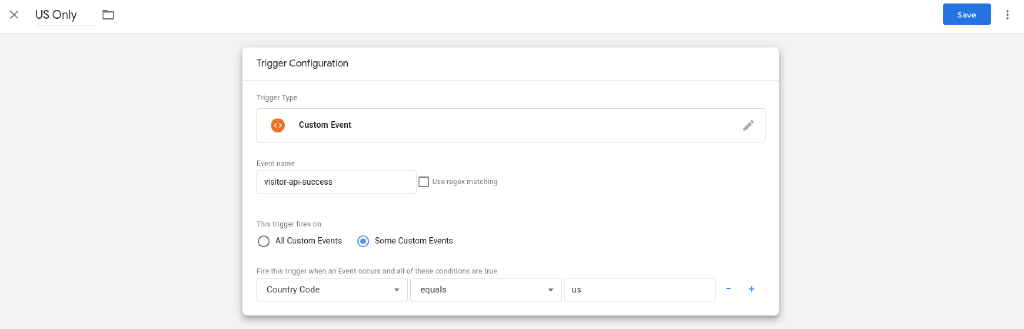 US Only
Save
Trigger Configuration
Trigger Type
Custom Event
Event name
visitor-api-success
Use regex matching
This trigger fires on
All Custom Events Some Custom Events
Fire this trigger when an Event occurs and all of these conditions are true
Country Code equals us - +